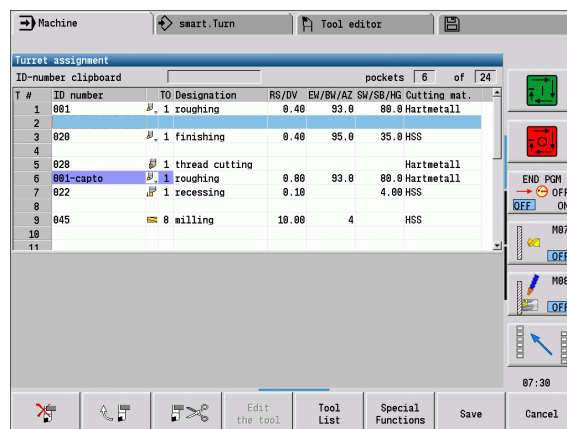 Machine smart.Turn Tool editor
Turret assignment
ID-number clipboard pockets 6 of 24
T # ID number TO Designation RS/DV EW/BW/AZ SW/SB/HG Cutting mat.
1 001 1 roughing 0.40 93.0 80.0 Hartmetall
2
3 020 1 finishing 0.40 95.0 35.0 HSS
4
5 028 1 thread cutting Hartmetall
6 001-capto 1 roughing 0.80 93.0 80.0 Hartmetall
7 022 1 recessing 0.10 4.00 HSS
8
9 045 8 milling 10.00 4 HSS
10
11
END PGM
OFF
OFF ON
M07
OFF
M08
OFF
07:30
Edit the tool
Tool List
Special Functions
Save
Cancel